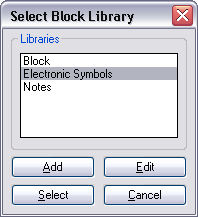 Select Block Library
Libraries
Block
Electronic Symbols
Notes
Add
Edit
Select
Cancel